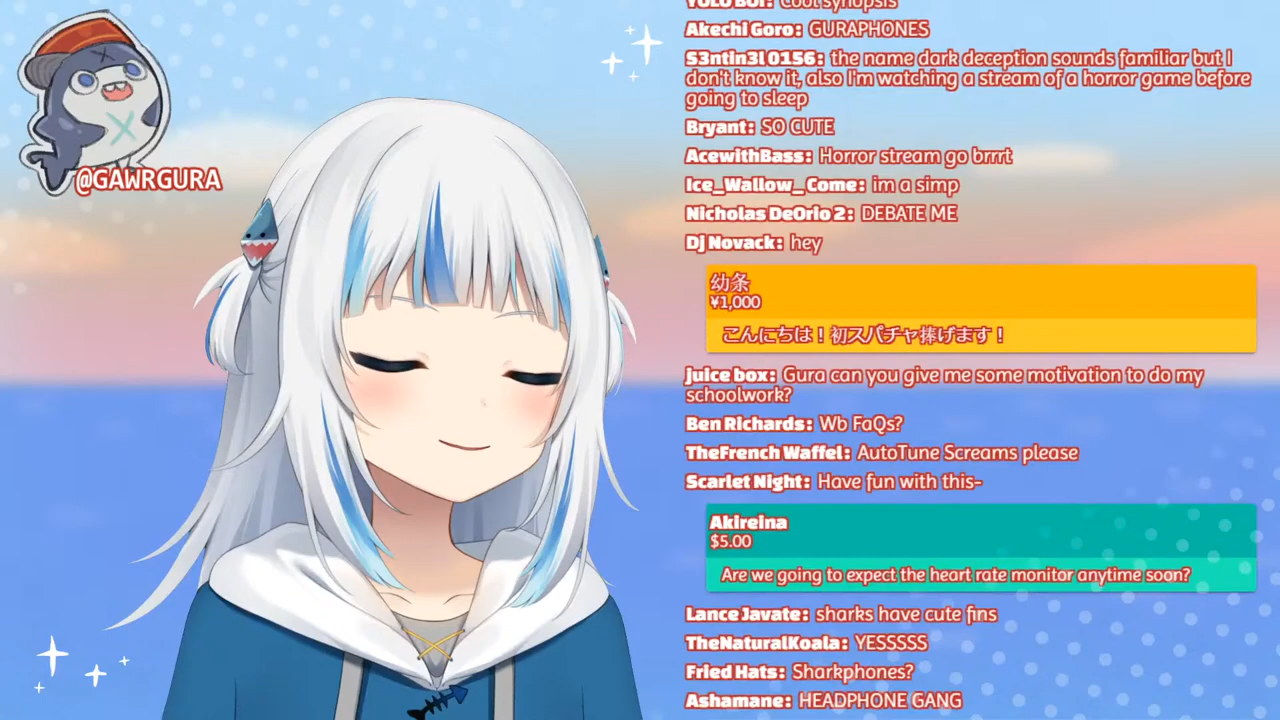 YOLO BOI: Cool synopsis
Akechi Goro: GURAPHONES
S3ntin3l0156: the name dark deception sounds familiar but I
don't know it, also I'm watching a stream of a horror game before
going to sleep
Bryant: SO CUTE
AcewithBass: Horror stream go brrrt
Ice_Wallow_Come: im a simp
Nicholas DeOrio 2: DEBATE ME
Dj Novack: hey
幼条
¥1,000
こんにちは！初スパチャ捧げます！
juice box: Gura can you give me some motivation to do my
schoolwork?
Ben Richards: Wb FaQs?
TheFrench Waffel: AutoTune Screams please
Scarlet Night: Have fun with this-
Akireina
$5.00
Are we going to expect the heart rate monitor anytime soon?
Lance Javate: sharks have cute fins
TheNaturalKoala: YESSSSS
Fried Hats: Sharkphones?
Ashamane: HEADPHONE GANG
@GAWRGURA